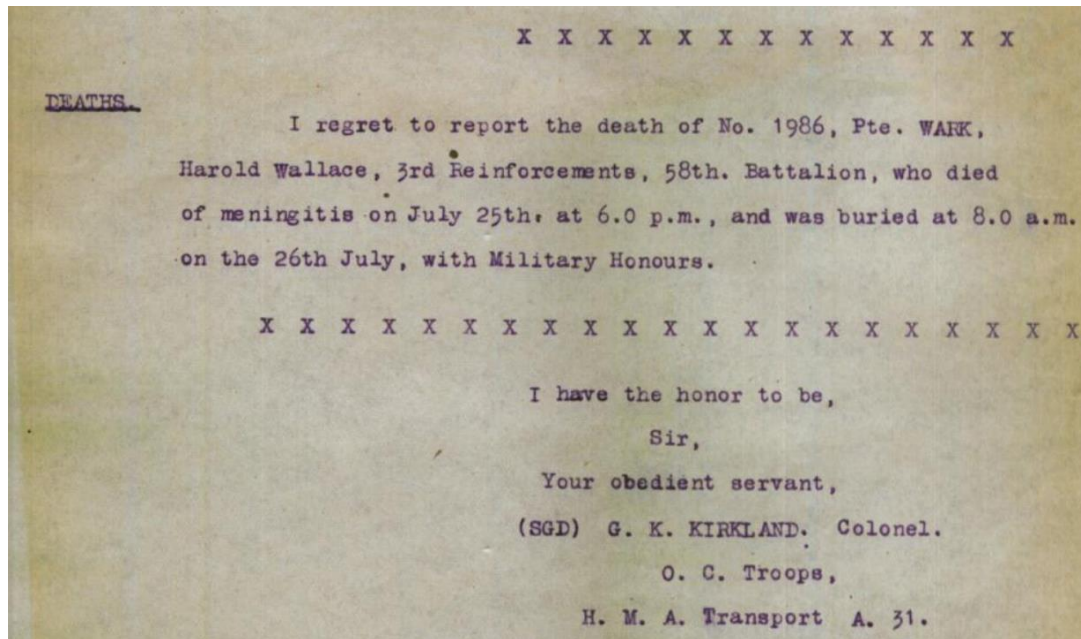 X X X X X X X X X X X X X
DEATHS.
I regret to report the death of No. 1986, Pte. WARK,
Harold Wallace, 3rd Reinforcements, 58th. Battalion, who died
of meningitis on July 25th. at 6.0 p.m., and was buried at 8.0 a.m.
on the 26th July, with Military Honours.
X X X X X X X X X X X X X X X X X X X X X
I have the honor to be,
Sir,
Your obedient servant,
(SGD) G. K. KIRKLAND. Colonel.
O. C. Troops,
H. M. A. Transport A. 31.